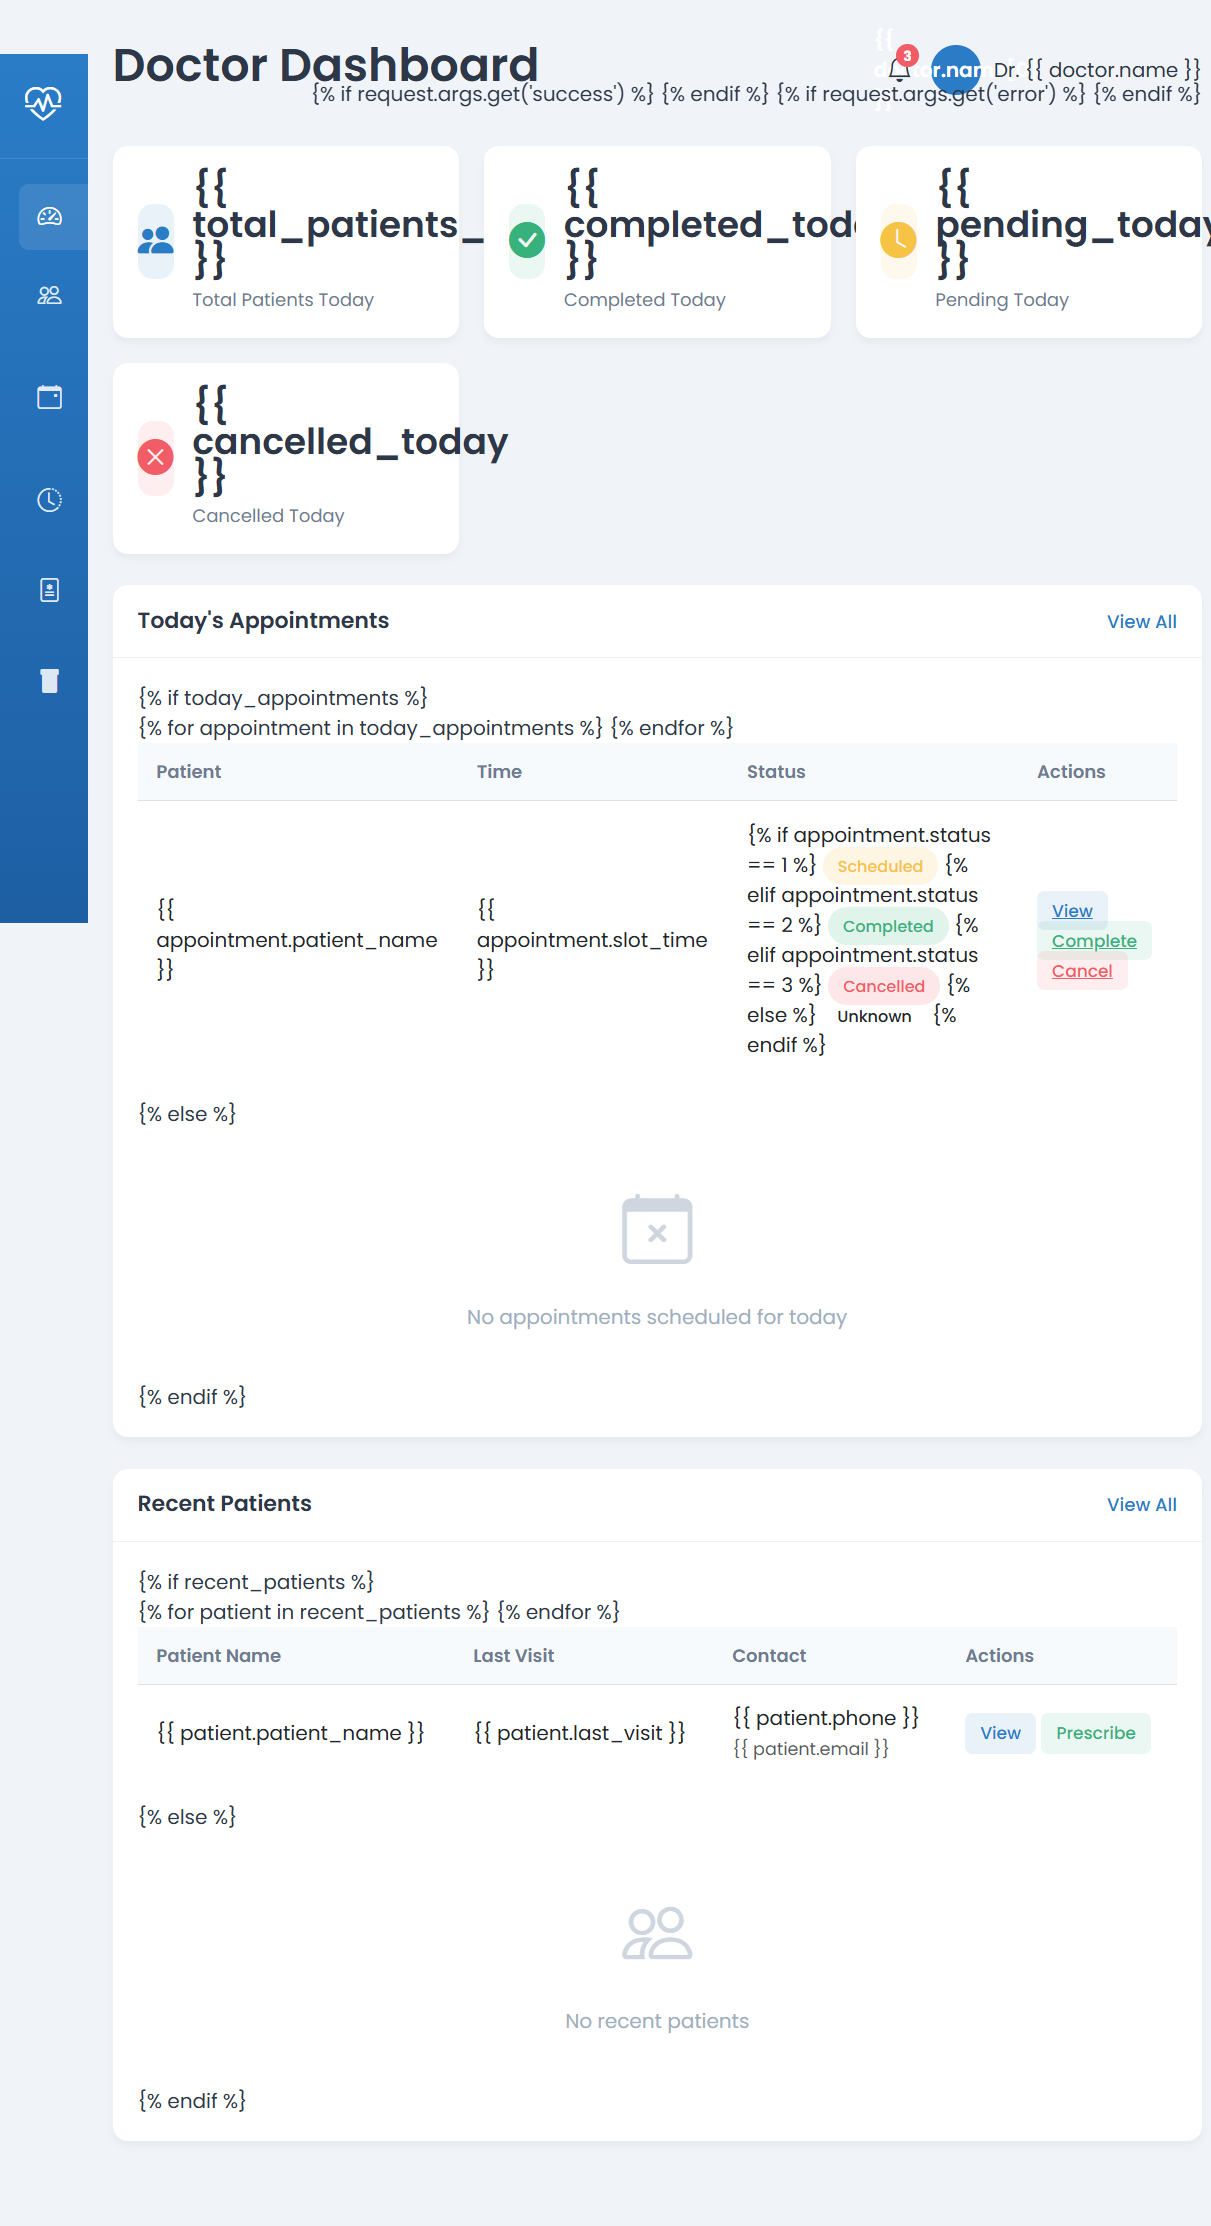 Doctor Dashboard
3
Dr. {{ doctor.name }}
{% if request.args.get('success') %} {% endif %} {% if request.args.get('error') %} {% endif %}
{{
total_patients_
}}
Total Patients Today
{{
completed_today
}}
Completed Today
{{
pending_today
}}
Pending Today
{{
cancelled_today
}}
Cancelled Today
Today's Appointments
View All
{% if today_appointments %}
{% for appointment in today_appointments %} {% endfor %}
Patient Time Status Actions
{{
appointment.patient_name
}}
{{
appointment.slot_time
}}
{% if appointment.status
== 1 %} Scheduled {%
elif appointment.status
== 2 %} Completed {%
elif appointment.status
== 3 %} Cancelled {%
else %} Unknown {%
endif %}
View
Complete
Cancel
{% else %}
No appointments scheduled for today
{% endif %}
Recent Patients
View All
{% if recent_patients %}
{% for patient in recent_patients %} {% endfor %}
Patient Name Last Visit Contact Actions
{{ patient.patient_name }}
{{ patient.last_visit }}
{{ patient.phone }}
{{ patient.email }}
View Prescribe
{% else %}
No recent patients
{% endif %}